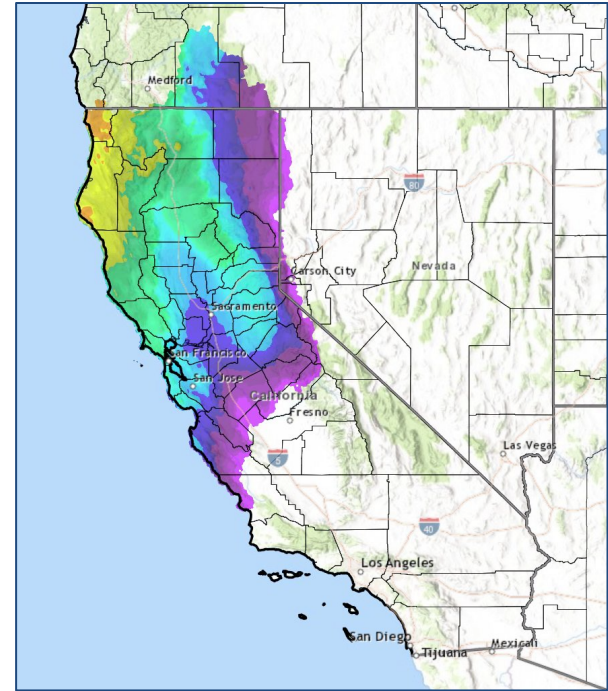 Medford
80
Carson City
Nevada
Sacramento
San Francisco
San Jose
California
Fresno
Las Vegas
5
40
Los Angeles
San Diego
Tijuana
Mexicali